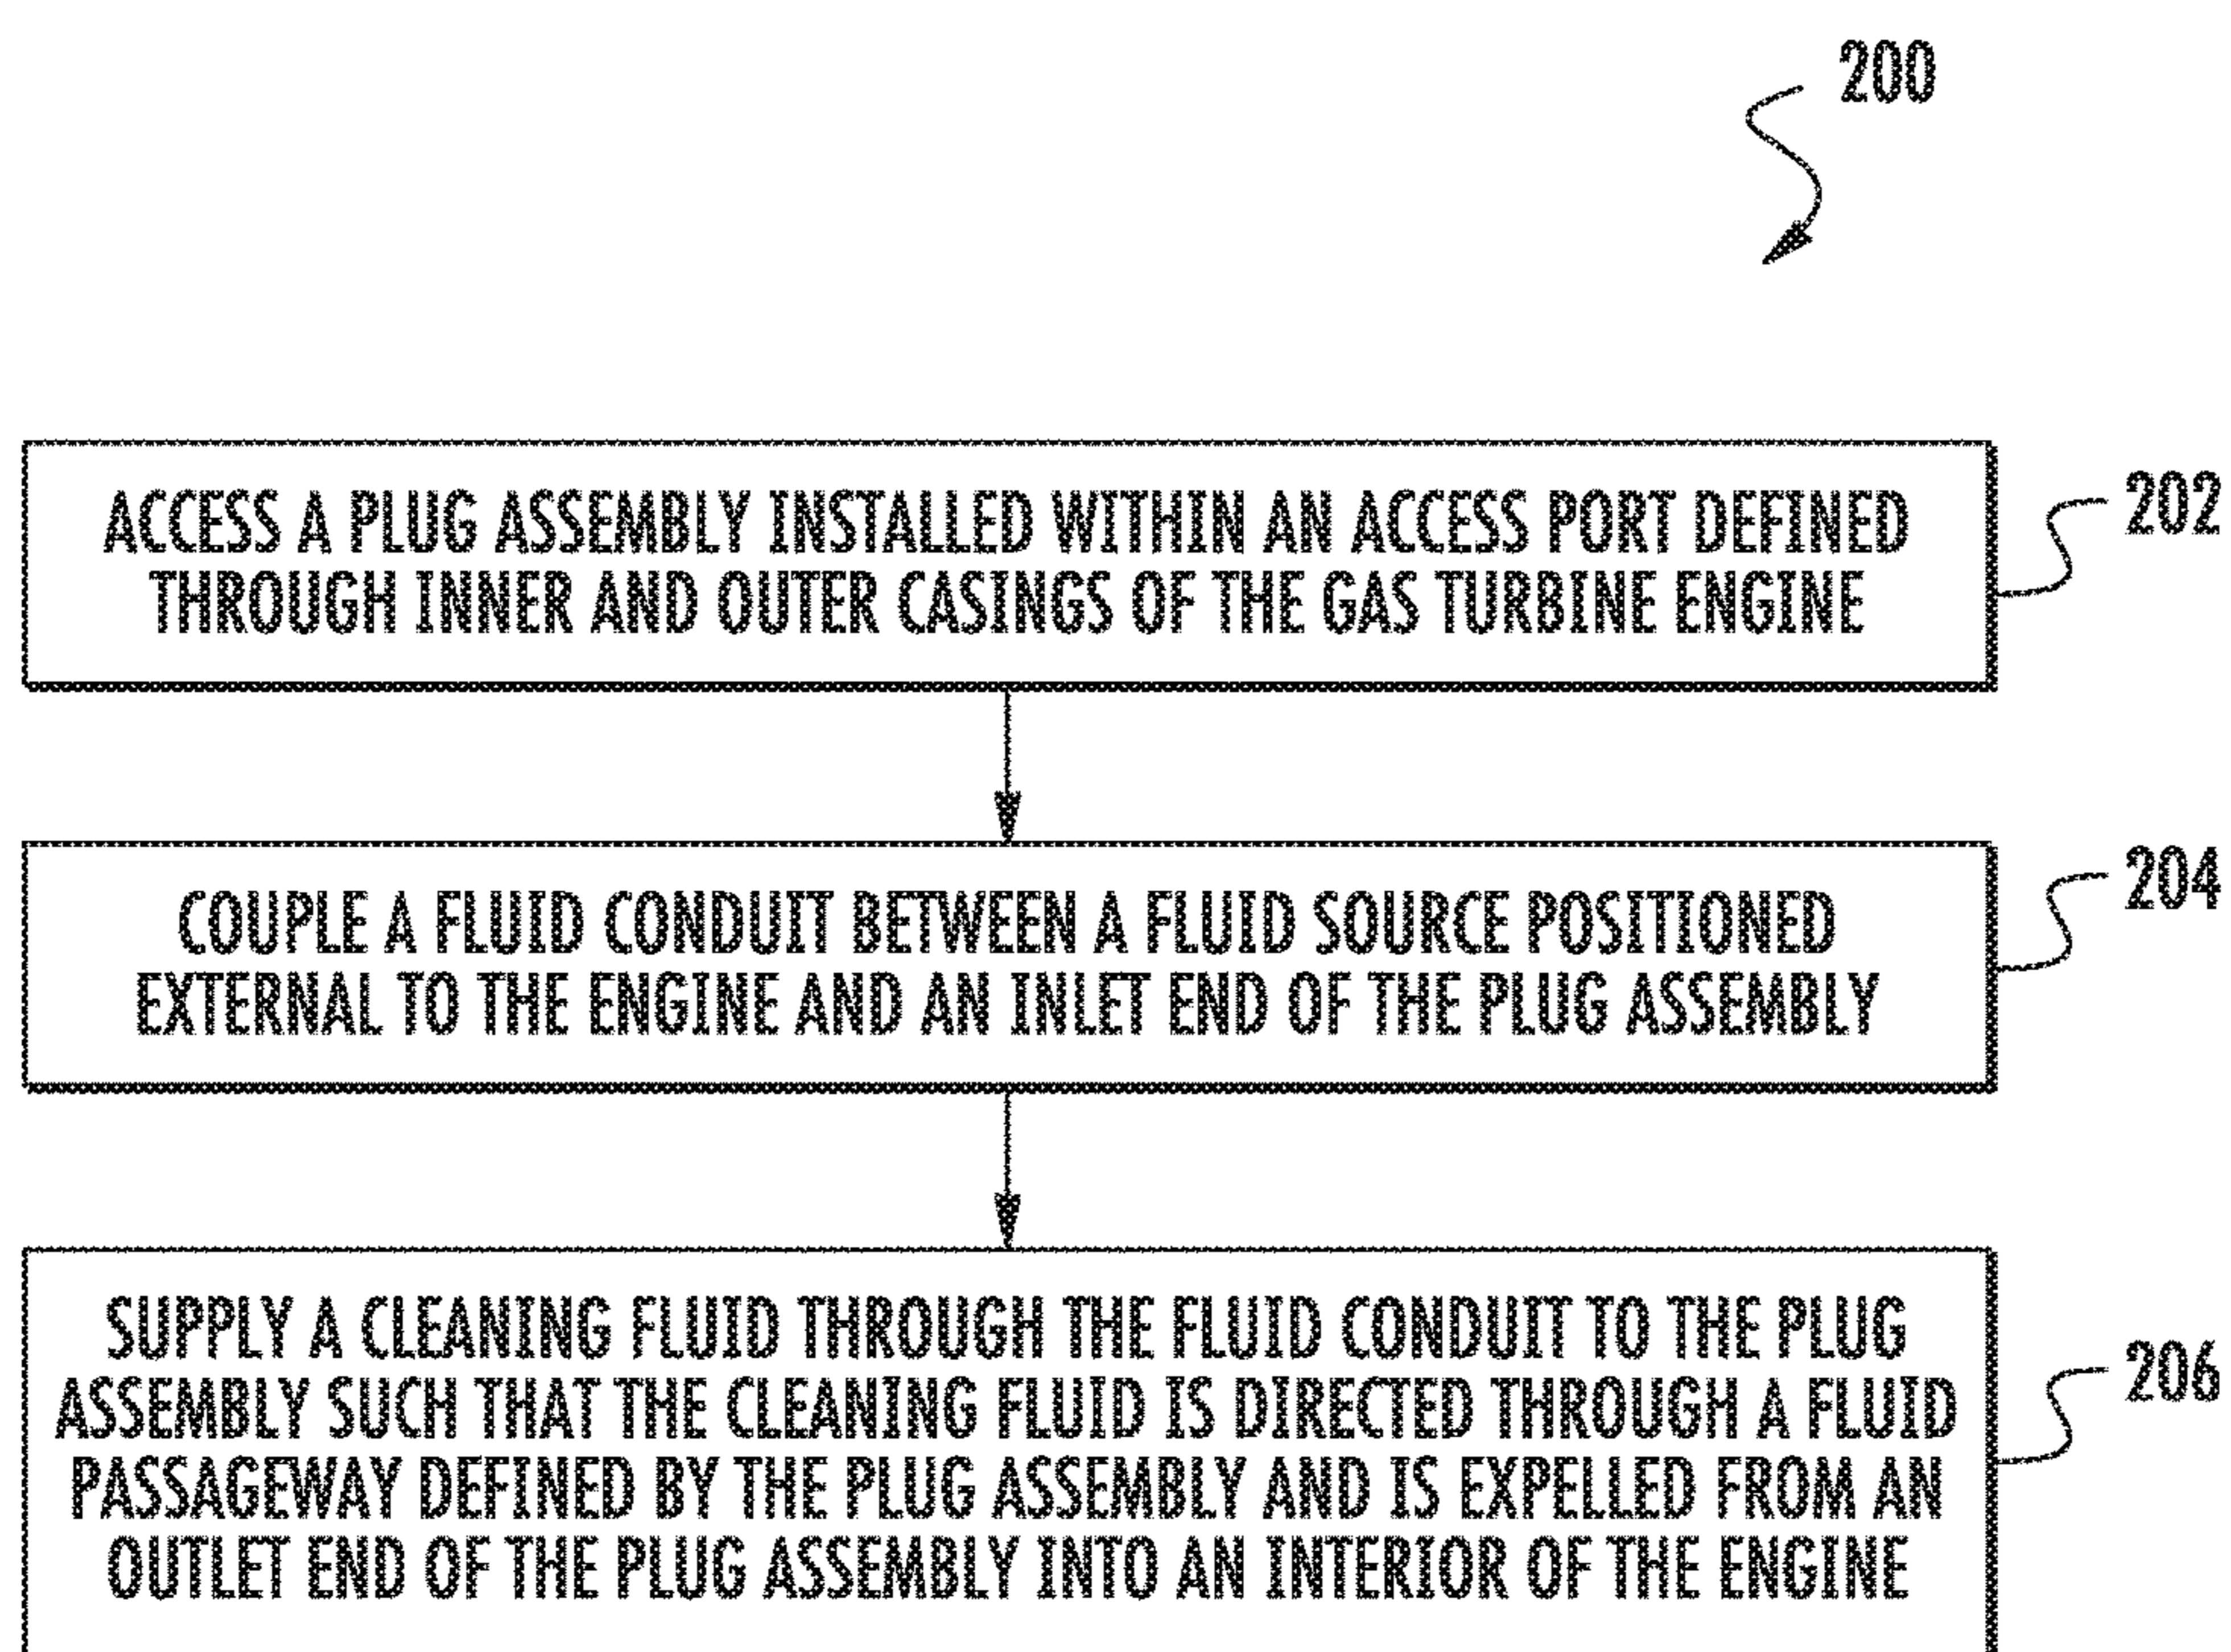 200
ACCESS A PLUG ASSEMBLY INSTALLED WITHIN AN ACCESS PORT DEFINED
THROUGH INNER AND OUTER CASINGS OF THE GAS TURBINE ENGINE
202
COUPLE A FLUID CONDUIT BETWEEN A FLUID SOURCE POSITIONED
EXTERNAL TO THE ENGINE AND AN INLET END OF THE PLUG ASSEMBLY
204
SUPPLY A CLEANING FLUID THROUGH THE FLUID CONDUIT TO THE PLUG
ASSEMBLY SUCH THAT THE CLEANING FLUID IS DIRECTED THROUGH A FLUID
PASSAGEWAY DEFINED BY THE PLUG ASSEMBLY AND IS EXPELLED FROM AN
OUTLET END OF THE PLUG ASSEMBLY INTO AN INTERIOR OF THE ENGINE
206